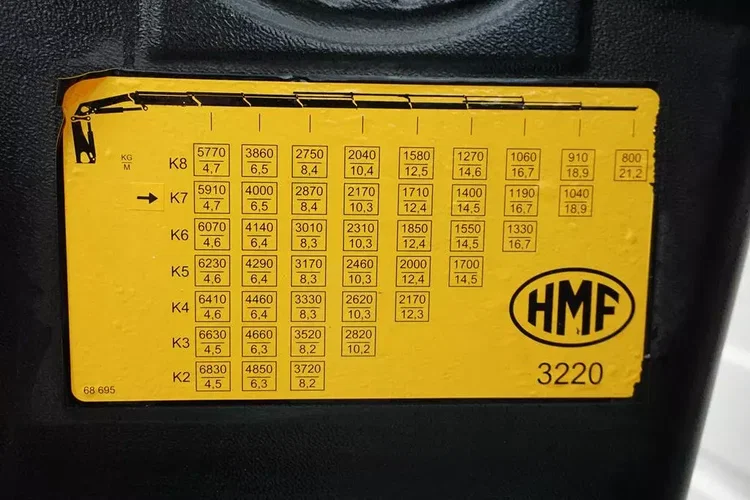 KG
M
K8 5770 3860 2750 2040 1580 1270 1060 910 800
4,7 6,5 8,4 10,4 12,5 14,6 16,7 18,9 21,2
K7 5910 4000 2870 2170 1710 1400 1190 1040
4,7 6,5 8,4 10,3 12,4 14,5 16,7 18,9
K6 6070 4140 3010 2310 1850 1550 1330
4,6 6,4 8,3 10,3 12,4 14,5 16,7
K5 6230 4290 3170 2460 2000 1700
4,6 6,4 8,3 10,3 12,4 14,5
K4 6410 4460 3330 2620 2170
4,6 6,4 8,3 10,3 12,3
K3 6630 4660 3520 2820
4,5 6,3 8,2 10,2
K2 6830 4850 3720
4,5 6,3 8,2
HMF
3220
68 695